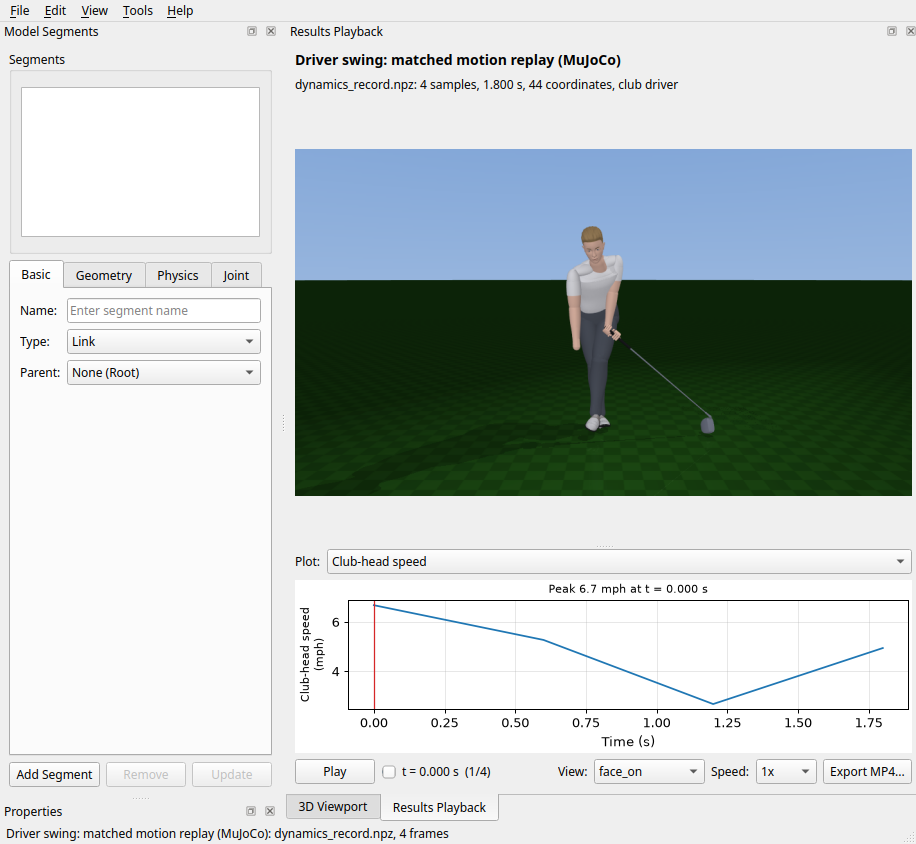 File Edit View Tools Help
Model Segments
Results Playback
Segments
Driver swing: matched motion replay (MuJoCo)
dynamics_record.npz: 4 samples, 1.800 s, 44 coordinates, club driver
Basic Geometry Physics Joint
Name: Enter segment name
Type: Link
Parent: None (Root)
Plot: Club-head speed
Peak 6.7 mph at t = 0.000 s
Club-head speed
(mph)
6
4
0.00 0.25 0.50 0.75 1.00 1.25 1.50 1.75
Time (s)
Add Segment Remove Update
Play t = 0.000 s (1/4) View: face_on Speed: 1x Export MP4...
Properties
3D Viewport Results Playback
Driver swing: matched motion replay (MuJoCo): dynamics_record.npz, 4 frames